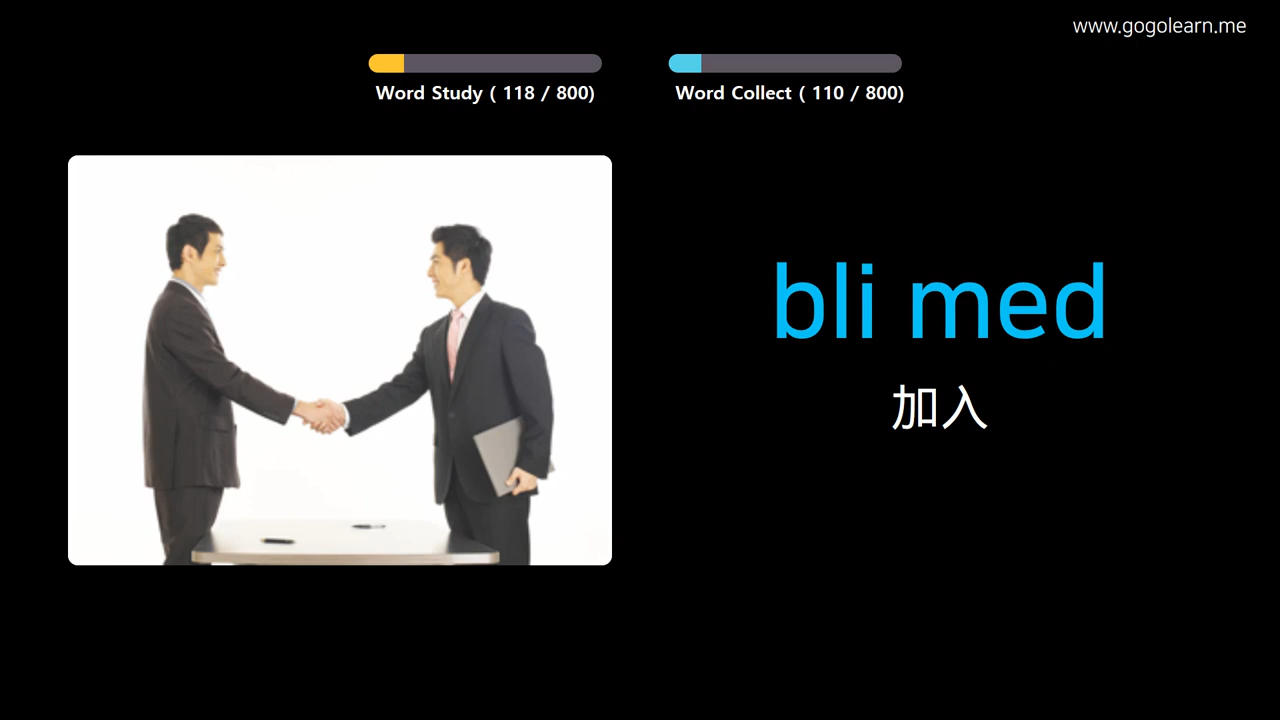 www.gogolearn.me
Word Study ( 118 / 800)
Word Collect ( 110 / 800)
bli med
加入